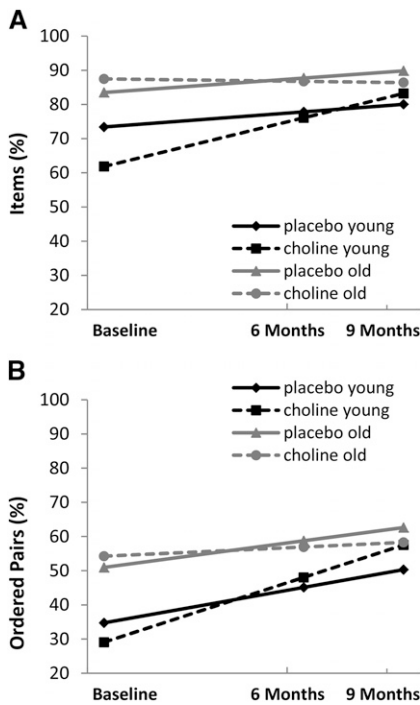 A
100
90
80
70
60
50
40
30
20
Items (%)
placebo young
choline young
placebo old
choline old
Baseline 6 Months 9 Months
B
100
90
80
70
60
50
40
30
20
Ordered Pairs (%)
placebo young
choline young
placebo old
choline old
Baseline 6 Months 9 Months